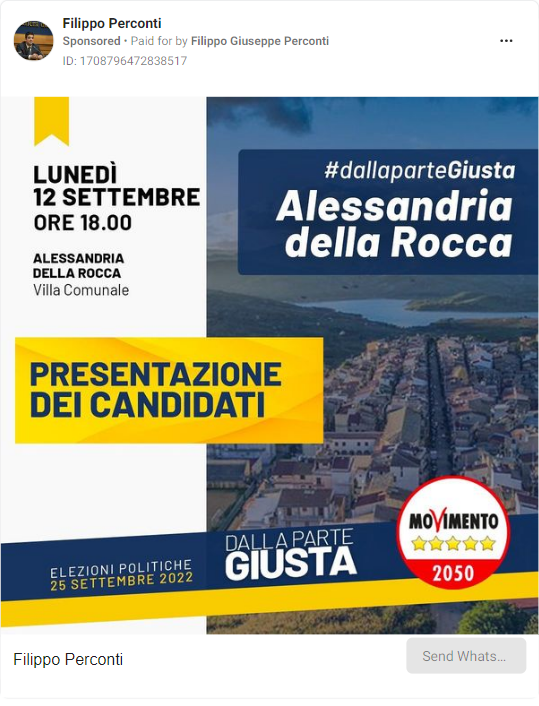 Filippo Perconti
Sponsored • Paid for by Filippo Giuseppe Perconti
ID: 1708796472838517
LUNEDÌ
12 SETTEMBRE
ORE 18.00
ALESSANDRIA
DELLA ROCCA
Villa Comunale
#dallaparteGiusta
Alessandria
della Rocca
PRESENTAZIONE
DEI CANDIDATI
ELEZIONI POLITICHE
25 SETTEMBRE 2022
DALLA PARTE
GIUSTA
MOVIMENTO
2050
Filippo Perconti
Send Whats...